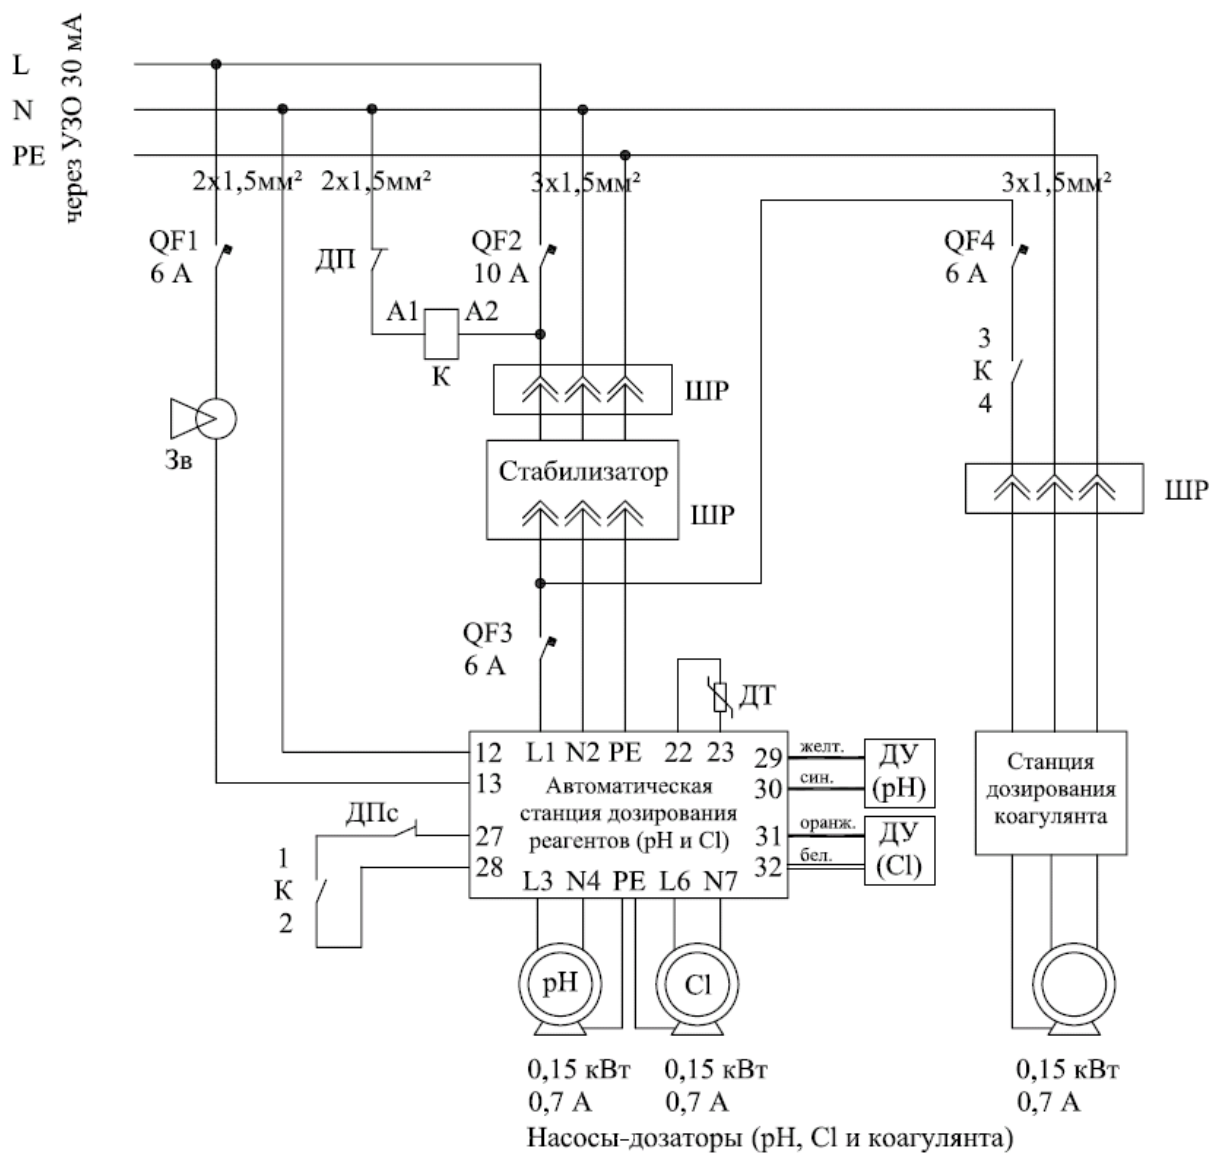 L
N
PE
через УЗО 30 мА
2х1,5мм²
2х1,5мм²
3х1,5мм²
3х1,5мм²
QF1
6 А
ДП
QF2
10 А
QF4
6 А
А1
А2
К
3
К
4
ШР
Зв
Стабилизатор
ШР
ШР
QF3
6 А
ДТ
12
L1 N2 PE
22
23
29
желт.
ДУ
(pH)
13
30
син.
Автоматическая
станция дозирования
реагентов (pH и Cl)
Станция
дозирования
коагулянта
ДПс
27
31
оранж.
ДУ
(Cl)
28
32
бел.
1
К
2
L3 N4 PE L6 N7
pH
Cl
0,15 кВт
0,7 А
0,15 кВт
0,7 А
0,15 кВт
0,7 А
Насосы-дозаторы (pH, Cl и коагулянта)